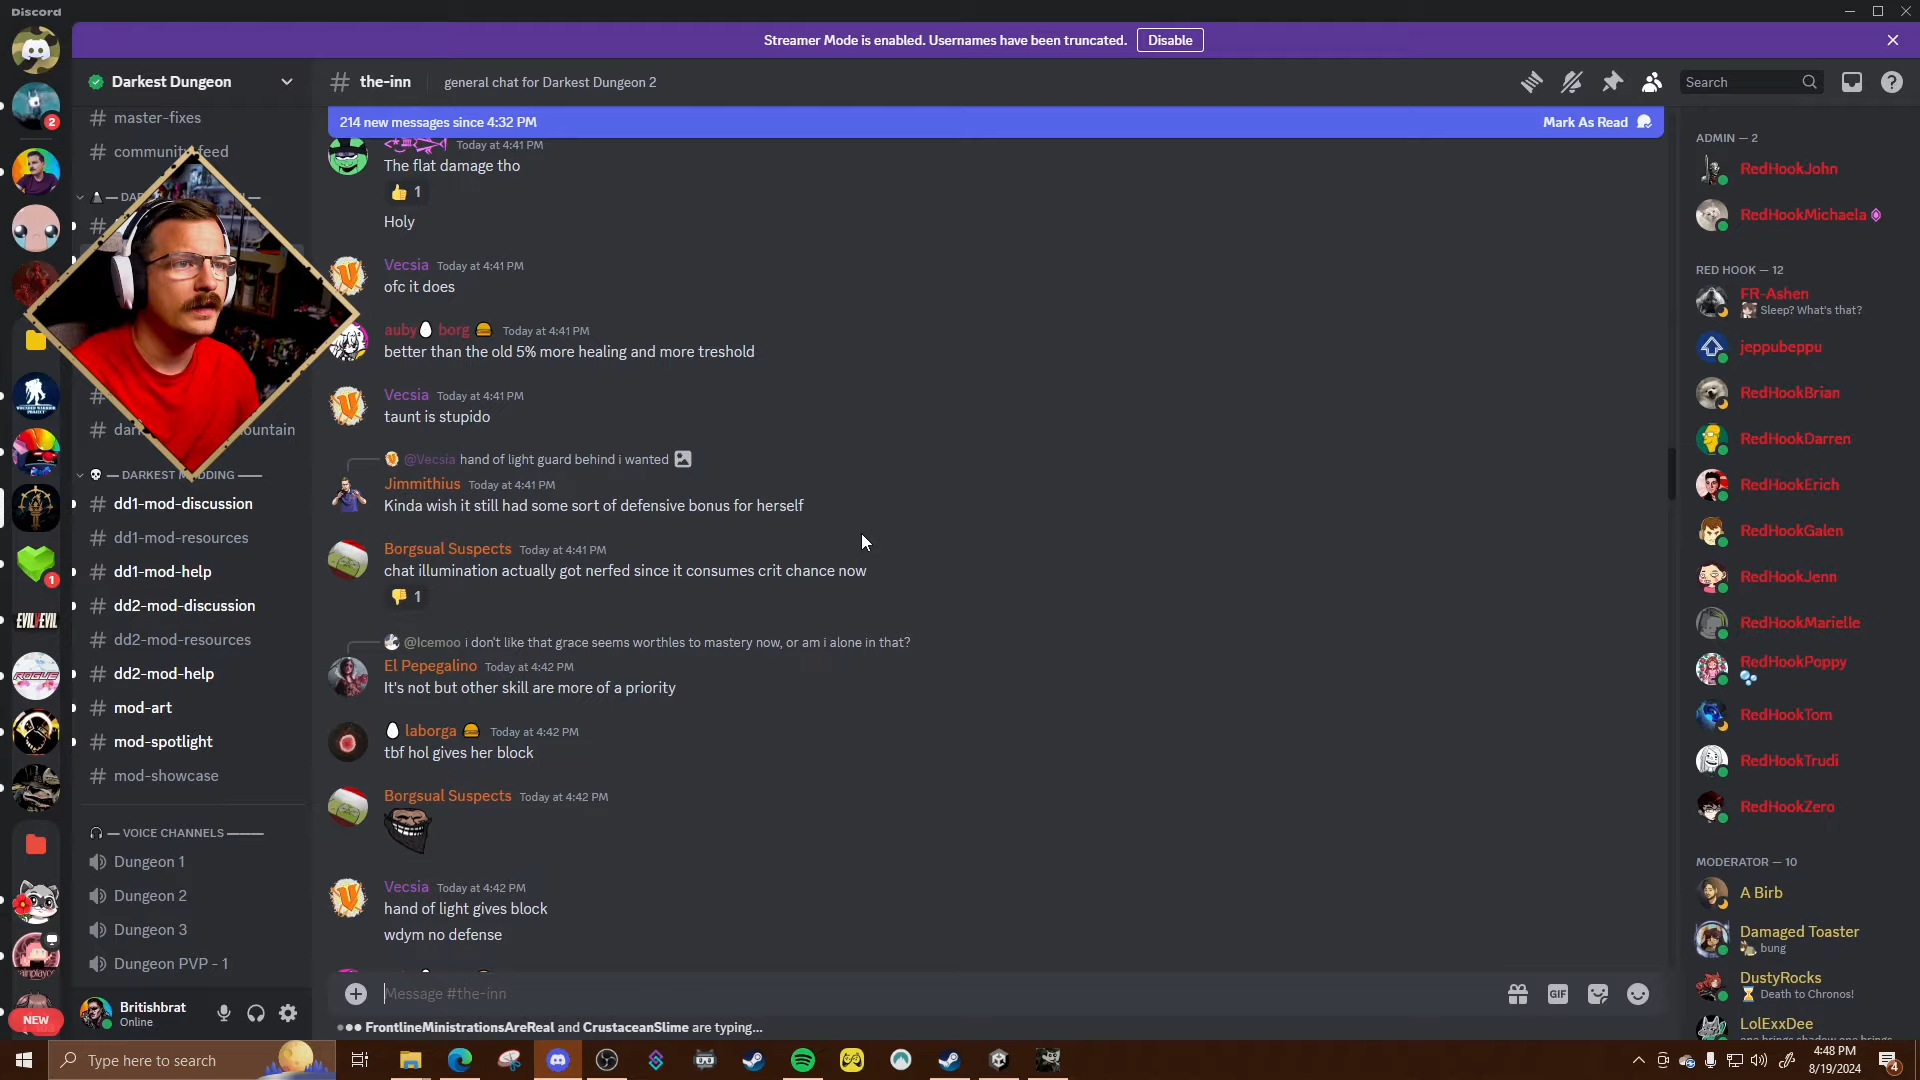 Discord
Streamer Mode is enabled. Usernames have been truncated.
Disable
Darkest Dungeon
the-inn
general chat for Darkest Dungeon 2
Search
214 new messages since 4:32 PM
Mark As Read
2
master-fixes
community-feed
DARKEST MODDING
dd1-mod-discussion
dd1-mod-resources
dd1-mod-help
dd2-mod-discussion
dd2-mod-resources
dd2-mod-help
mod-art
mod-spotlight
mod-showcase
VOICE CHANNELS
Dungeon 1
Dungeon 2
Dungeon 3
Dungeon PVP - 1
1
EVIL EVIL
ROGUE
NEW
Britishbrat
Online
Today at 4:41 PM
The flat damage tho
1
Holy
Vecsia Today at 4:41 PM
ofc it does
auby borg Today at 4:41 PM
better than the old 5% more healing and more treshold
Vecsia Today at 4:41 PM
taunt is stupido
@Vecsia hand of light guard behind i wanted
Jimmithius Today at 4:41 PM
Kinda wish it still had some sort of defensive bonus for herself
Borgsual Suspects Today at 4:41 PM
chat illumination actually got nerfed since it consumes crit chance now
1
@Icemoo i don't like that grace seems worthles to mastery now, or am i alone in that?
El Pepegalino Today at 4:42 PM
It's not but other skill are more of a priority
laborga Today at 4:42 PM
tbf hol gives her block
Borgsual Suspects Today at 4:42 PM
Vecsia Today at 4:42 PM
hand of light gives block
wdym no defense
Message #the-inn
GIF
FrontlineMinistrationsAreReal and CrustaceanSlime are typing...
ADMIN — 2
RedHookJohn
RedHookMichaela
RED HOOK — 12
FR-Ashen
Sleep? What's that?
jeppubeppu
RedHookBrian
RedHookDarren
RedHookErich
RedHookGalen
RedHookJenn
RedHookMarielle
RedHookPoppy
RedHookTom
RedHookTrudi
RedHookZero
MODERATOR — 10
A Birb
Damaged Toaster
bung
DustyRocks
Death to Chronos!
LolExxDee
Type here to search
4:48 PM
8/19/2024
4